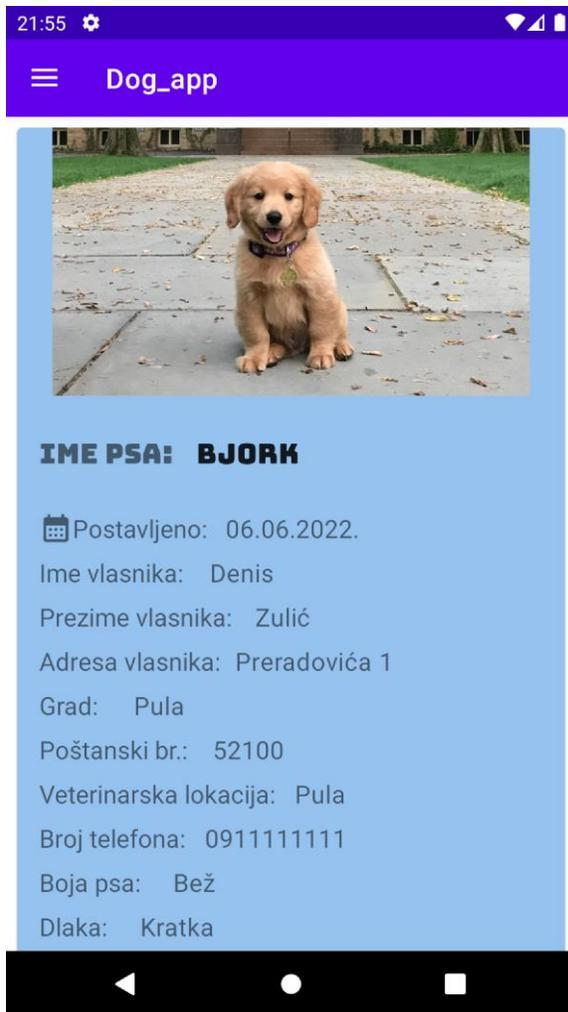 21:55
Dog_app
IME PSA: BJORK
Postavljeno: 06.06.2022.
Ime vlasnika: Denis
Prezime vlasnika: Zulić
Adresa vlasnika: Preradovića 1
Grad: Pula
Poštanski br.: 52100
Veterinarska lokacija: Pula
Broj telefona: 0911111111
Boja psa: Bež
Dlaka: Kratka